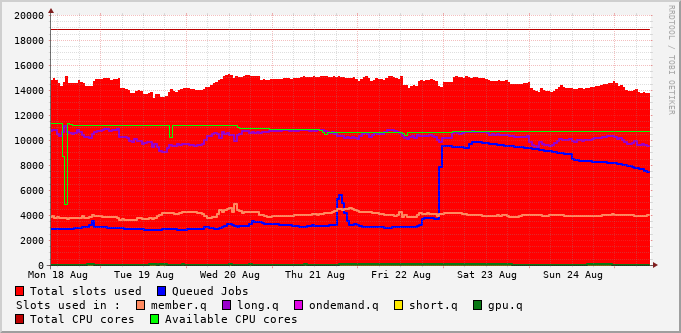 20000
18000
16000
14000
12000
10000
8000
6000
4000
2000
0
Mon 18 Aug Tue 19 Aug Wed 20 Aug Thu 21 Aug Fri 22 Aug Sat 23 Aug Sun 24 Aug
Total slots used Queued Jobs
Slots used in : member.q long.q ondemand.q short.q gpu.q
Total CPU cores Available CPU cores
RRDTOOL / TOBI OETIKER